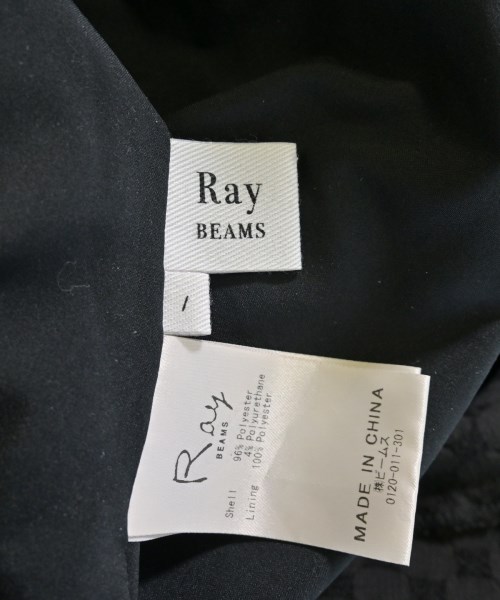 Ray
BEAMS
/
Ray
BEAMS
Shell 96% Polyester
4% Polyurethane
Lining 100% Polyester
MADE IN CHINA
㈱ビームス
0120-011-301